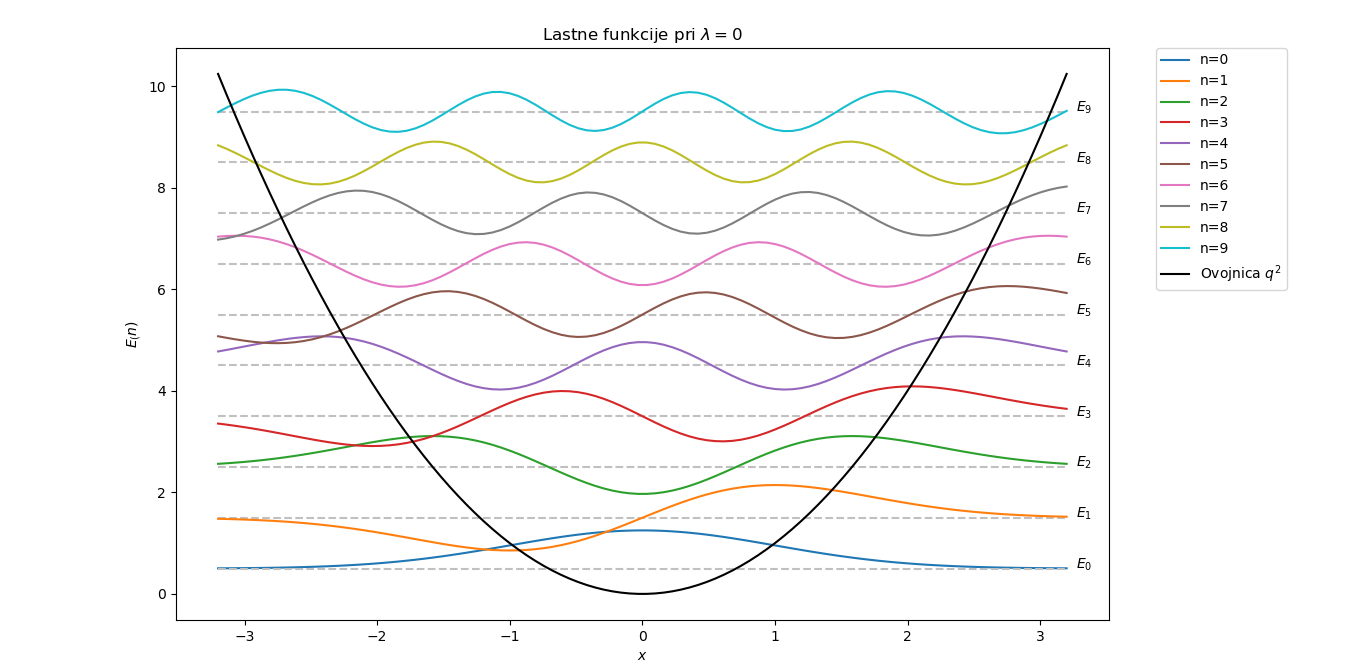 Lastne funkcije pri λ = 0
E(n)
10
8
6
4
2
0
−3
−2
−1
0
1
2
3
x
E₉
E₈
E₇
E₆
E₅
E₄
E₃
E₂
E₁
E₀
n=0
n=1
n=2
n=3
n=4
n=5
n=6
n=7
n=8
n=9
Ovojnica q²